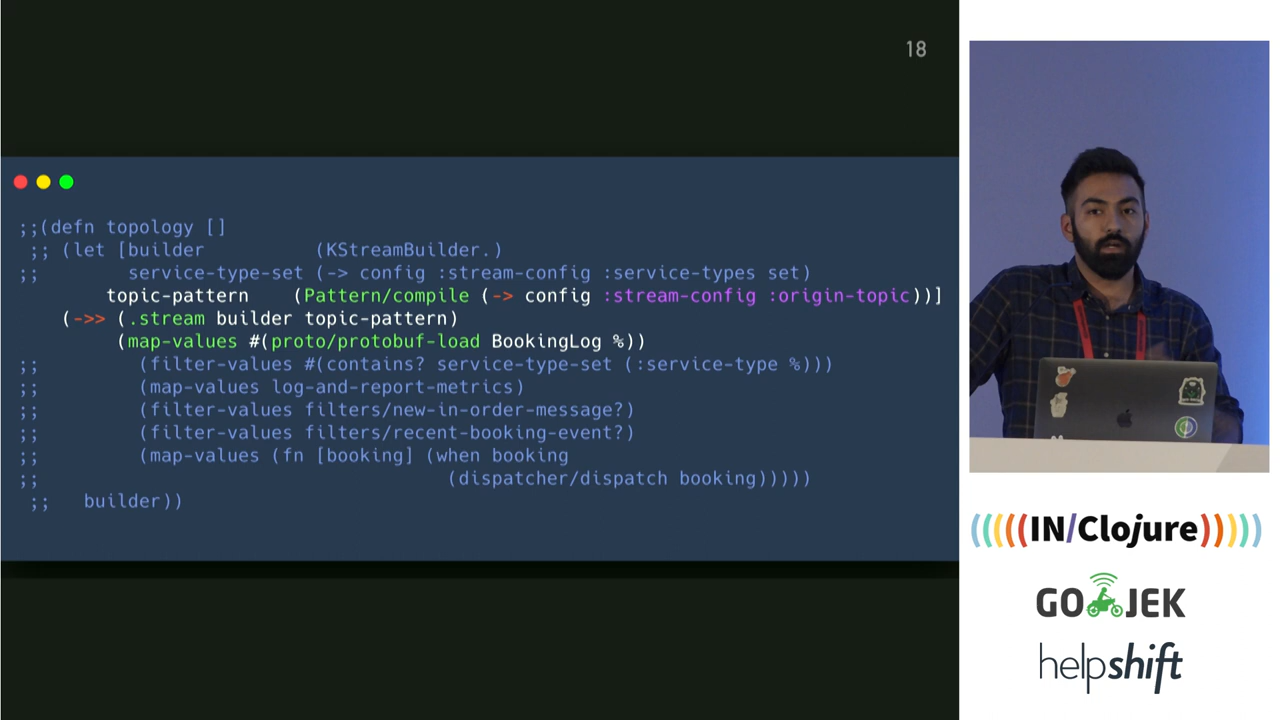 18
;;(defn topology []
;; (let [builder (KStreamBuilder.)
;; service-type-set (-> config :stream-config :service-types set)
topic-pattern (Pattern/compile (-> config :stream-config :origin-topic))]
(->> (.stream builder topic-pattern)
(map-values #(proto/protobuf-load BookingLog %))
;; (filter-values #(contains? service-type-set (:service-type %)))
;; (map-values log-and-report-metrics)
;; (filter-values filters/new-in-order-message?)
;; (filter-values filters/recent-booking-event?)
;; (map-values (fn [booking] (when booking
;; (dispatcher/dispatch booking)))))
;; builder))
(((((IN/Clojure)))))
GO JEK
helpshift